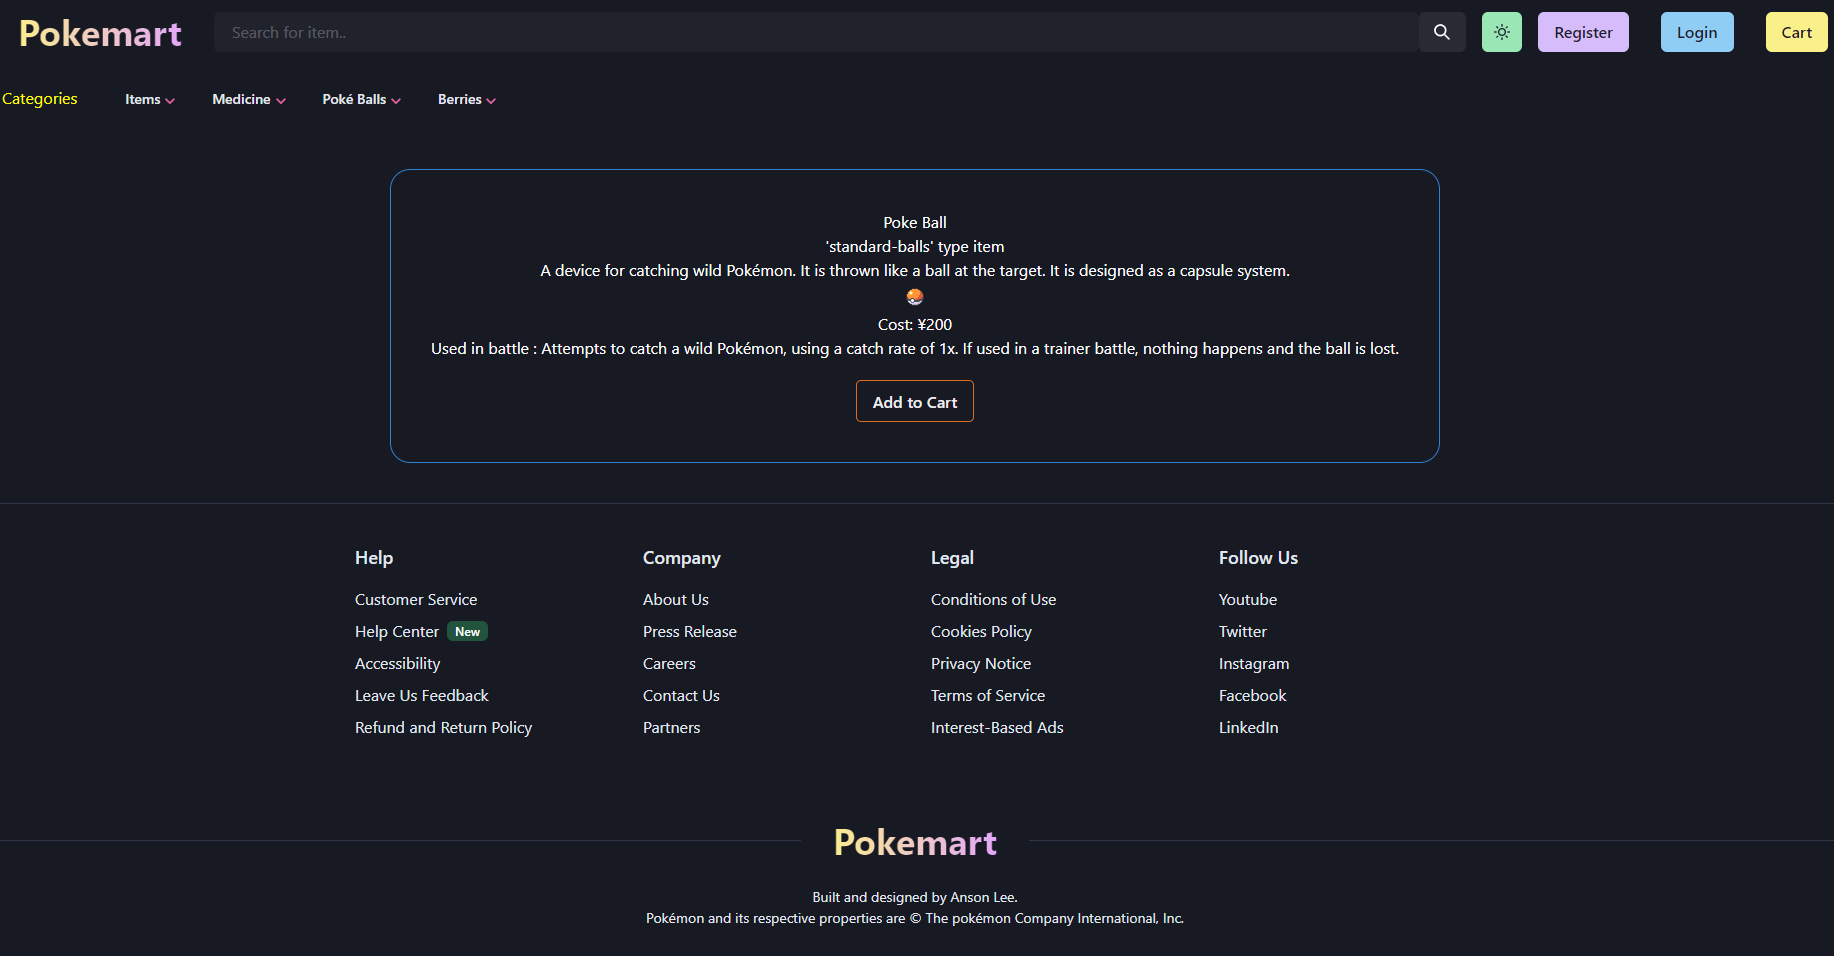 Pokemart
Search for item..
Register
Login
Cart
Categories
Items
Medicine
Poké Balls
Berries
Poke Ball
'standard-balls' type item
A device for catching wild Pokémon. It is thrown like a ball at the target. It is designed as a capsule system.
Cost: ¥200
Used in battle : Attempts to catch a wild Pokémon, using a catch rate of 1x. If used in a trainer battle, nothing happens and the ball is lost.
Add to Cart
Help
Customer Service
Help Center New
Accessibility
Leave Us Feedback
Refund and Return Policy
Company
About Us
Press Release
Careers
Contact Us
Partners
Legal
Conditions of Use
Cookies Policy
Privacy Notice
Terms of Service
Interest-Based Ads
Follow Us
Youtube
Twitter
Instagram
Facebook
LinkedIn
Pokemart
Built and designed by Anson Lee.
Pokémon and its respective properties are © The pokémon Company International, Inc.